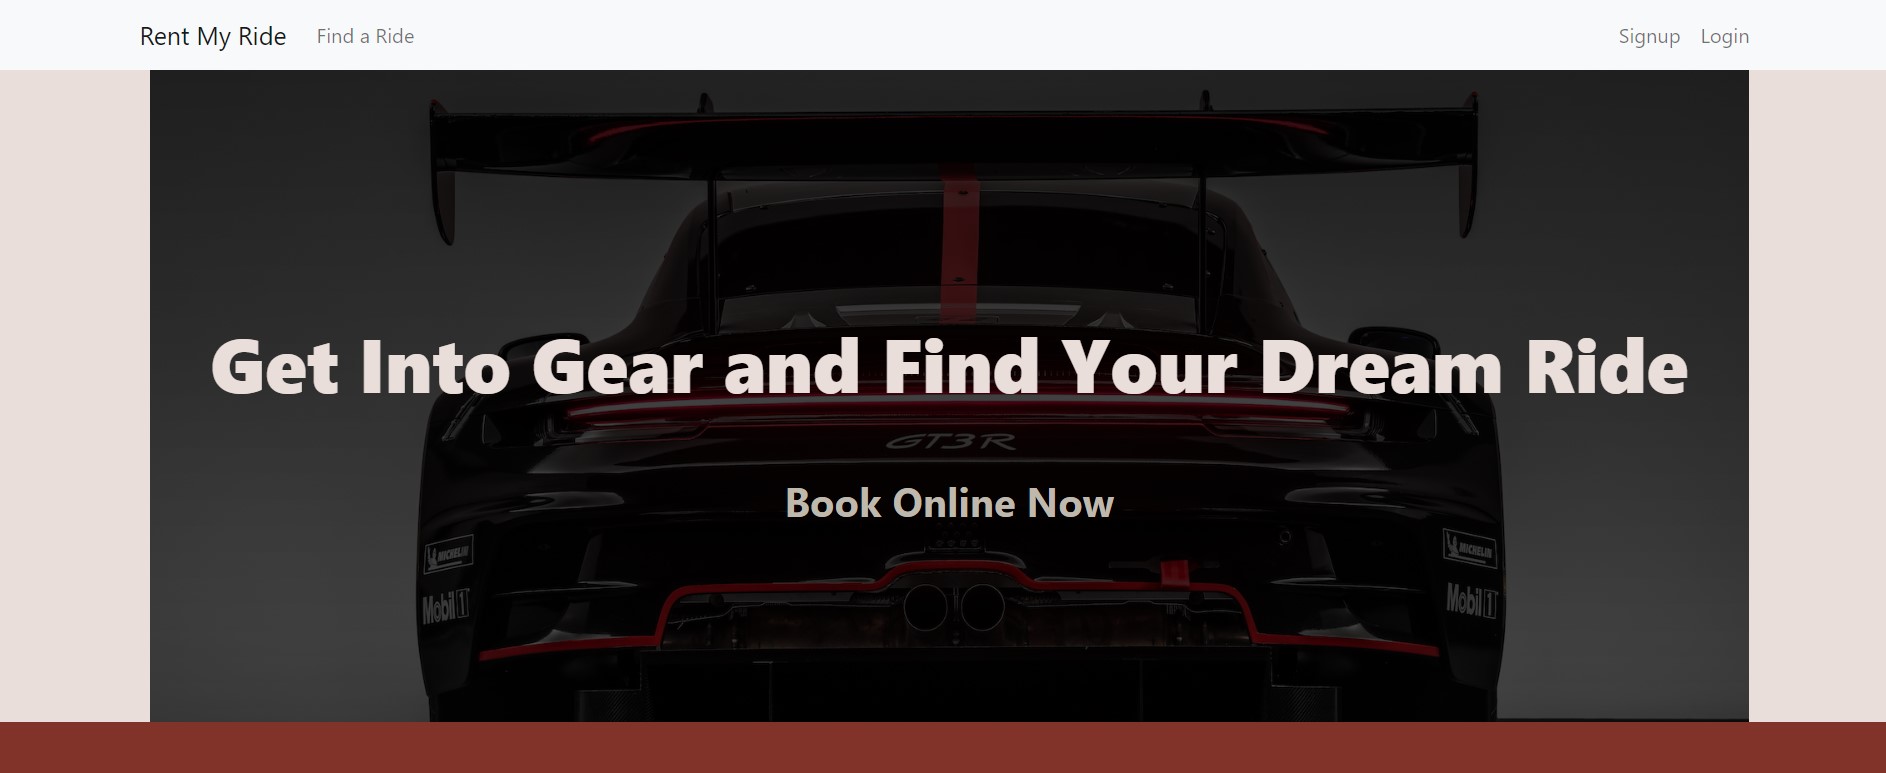 Rent My Ride Find a Ride Signup Login
Get Into Gear and Find Your Dream Ride
GT3 R
Book Online Now
MICHELIN MICHELIN
Mobil 1 Mobil 1